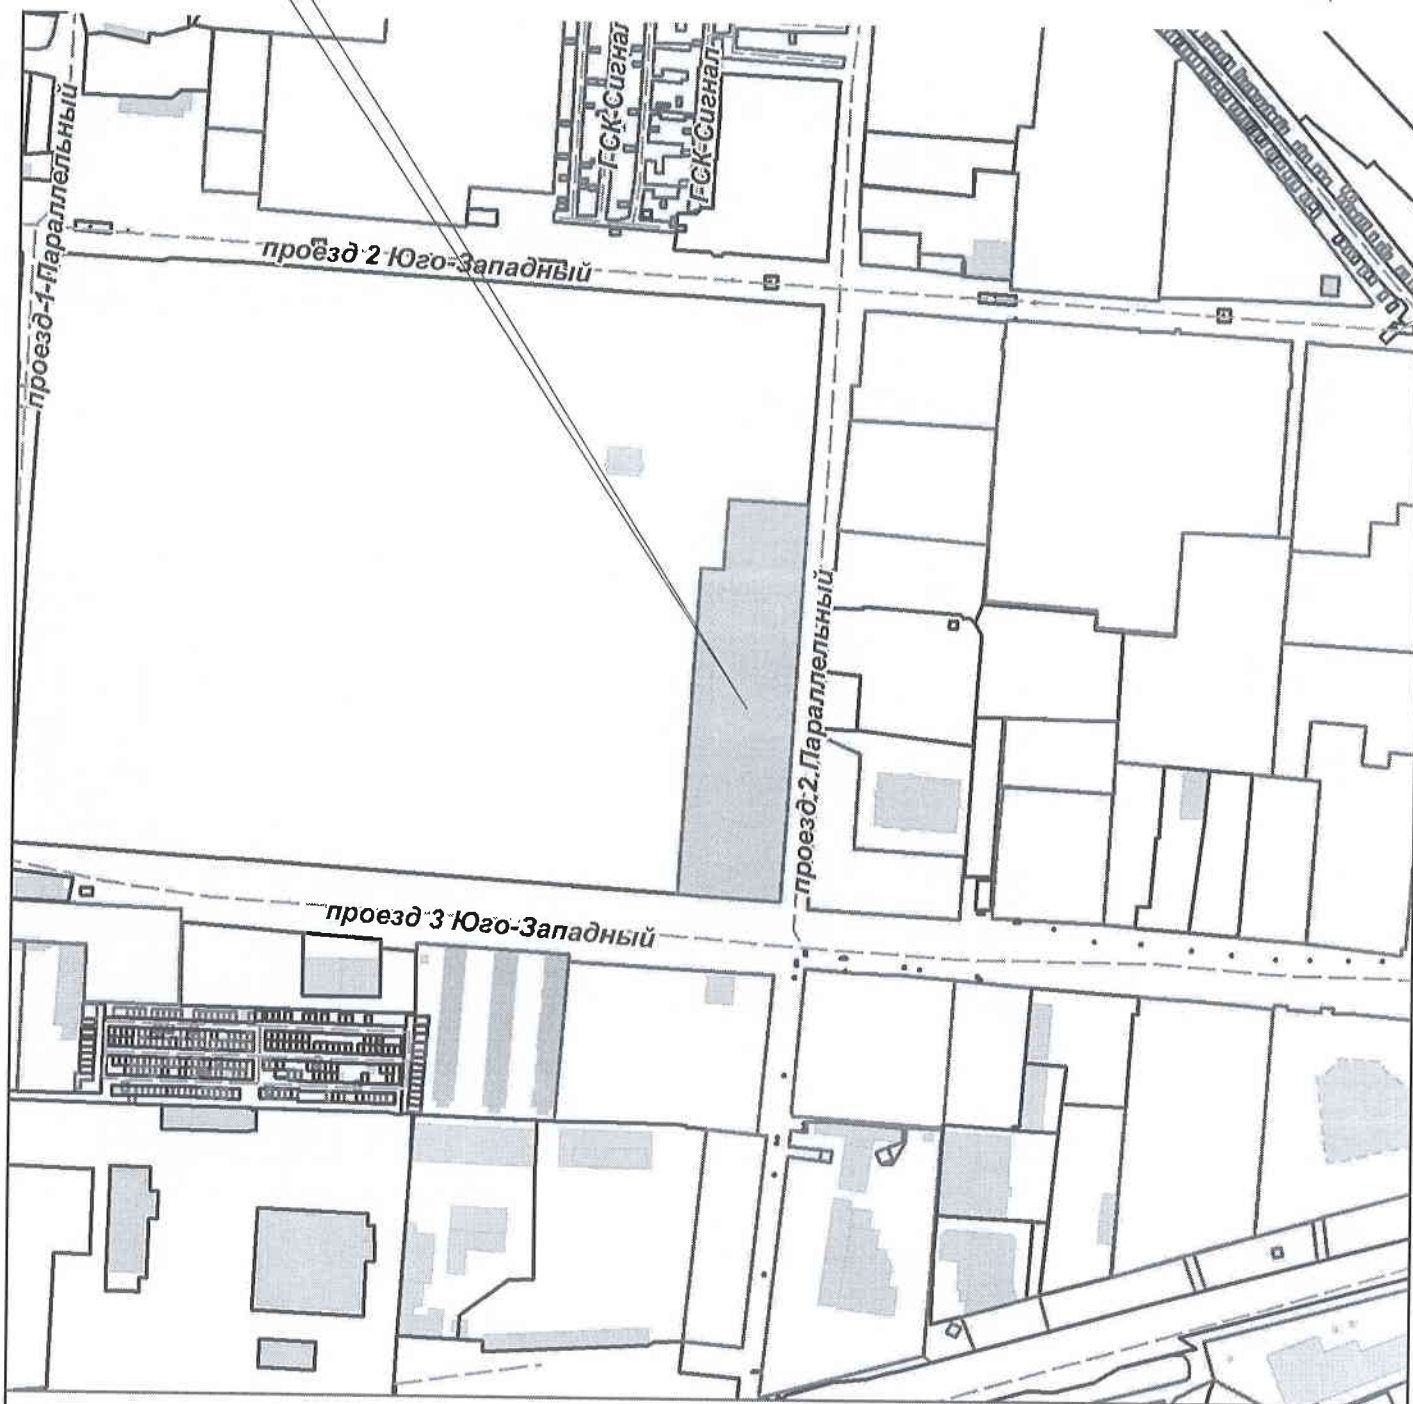 проезд 1 Параллельный
ГСК Сигнал
ГСК Сигнал
проезд 2 Юго-Западный
проезд 2 Параллельный
проезд 3 Юго-Западный